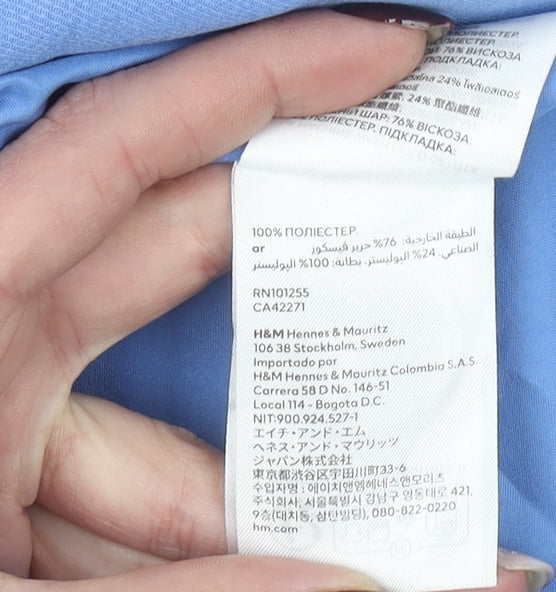 ПОЛИЕСТЕР.
76% ВИСКОЗА
ПОДКЛАДКА:
24%
24% 聚酯纖維
ШАР: 76% ВІСКОЗА
ПОЛІЕСТЕР. ПІДКЛАДКА:
100% ПОЛІЕСТЕР.
ar الطبقة الخارجية: 76% حرير فيسكوز
الصناعي. 24% البوليستر. بطانة: 100% البوليستر
RN101255
CA42271
H&M Hennes & Mauritz
106 38 Stockholm, Sweden
Importado por
H&M Hennes & Mauritz Colombia S.A.S
Carrera 58 D No. 146-51
Local 114 - Bogota D.C.
NIT:900.924.527-1
エイチ・アンド・エム
ヘネス・アンド・マウリッツ
ジャパン株式会社
東京都渋谷区宇田川町33-6
수입자명 : 에이치앤엠헤네스앤모리츠
주식회사, 서울특별시 강남구 영동대로 421,
9층(대치동, 삼탄빌딩), 080-822-0220
hm.com